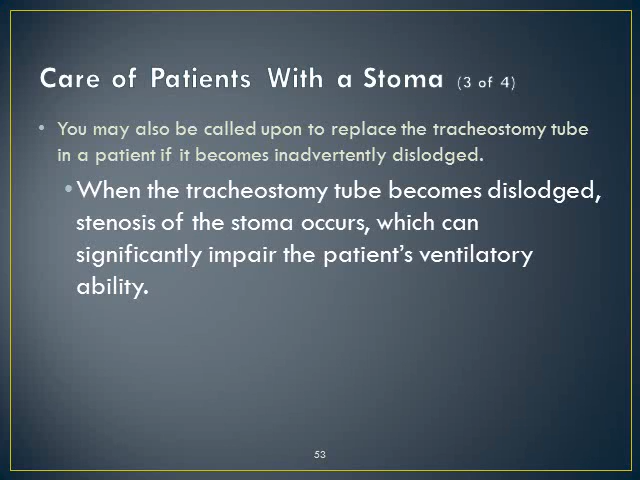 Care of Patients With a Stoma (3 of 4)
• You may also be called upon to replace the tracheostomy tube
in a patient if it becomes inadvertently dislodged.
•When the tracheostomy tube becomes dislodged,
stenosis of the stoma occurs, which can
significantly impair the patient’s ventilatory
ability.
53